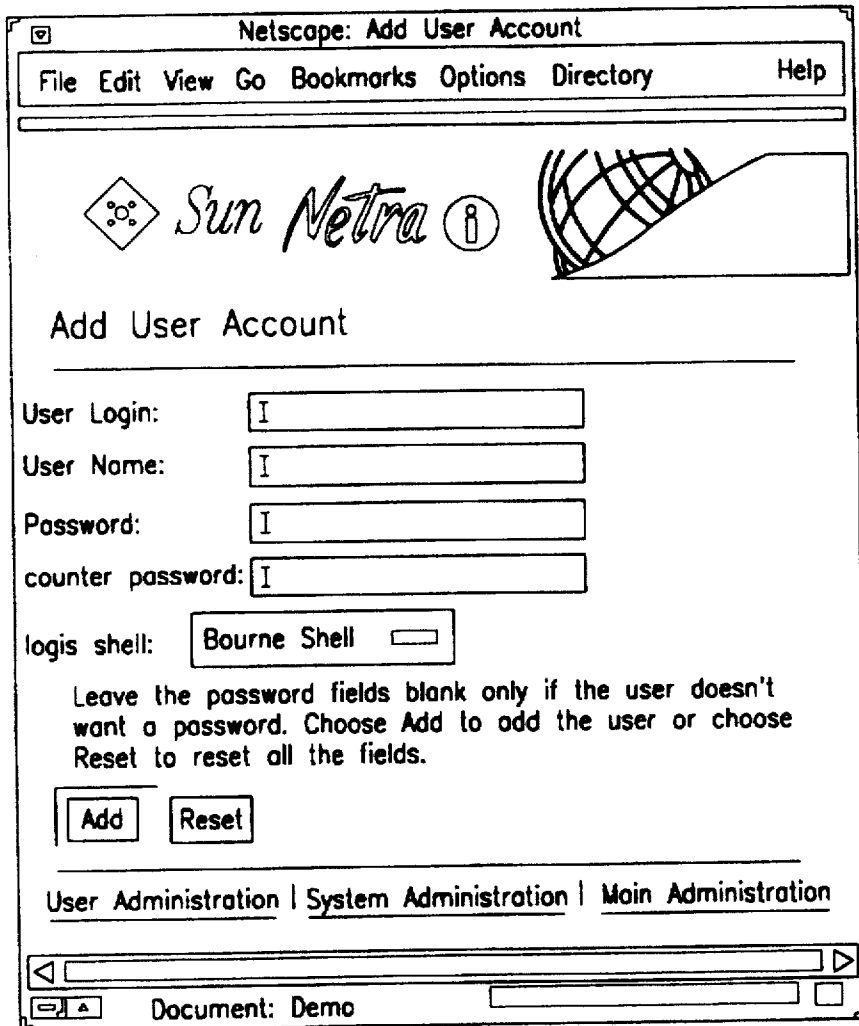 Netscape: Add User Account
File Edit View Go Bookmarks Options Directory Help
Sun Netra i
Add User Account
User Login:
User Name:
Password:
counter password:
logis shell: Bourne Shell
Leave the password fields blank only if the user doesn't
want a password. Choose Add to add the user or choose
Reset to reset all the fields.
Add Reset
User Administration | System Administration | Main Administration
Document: Demo